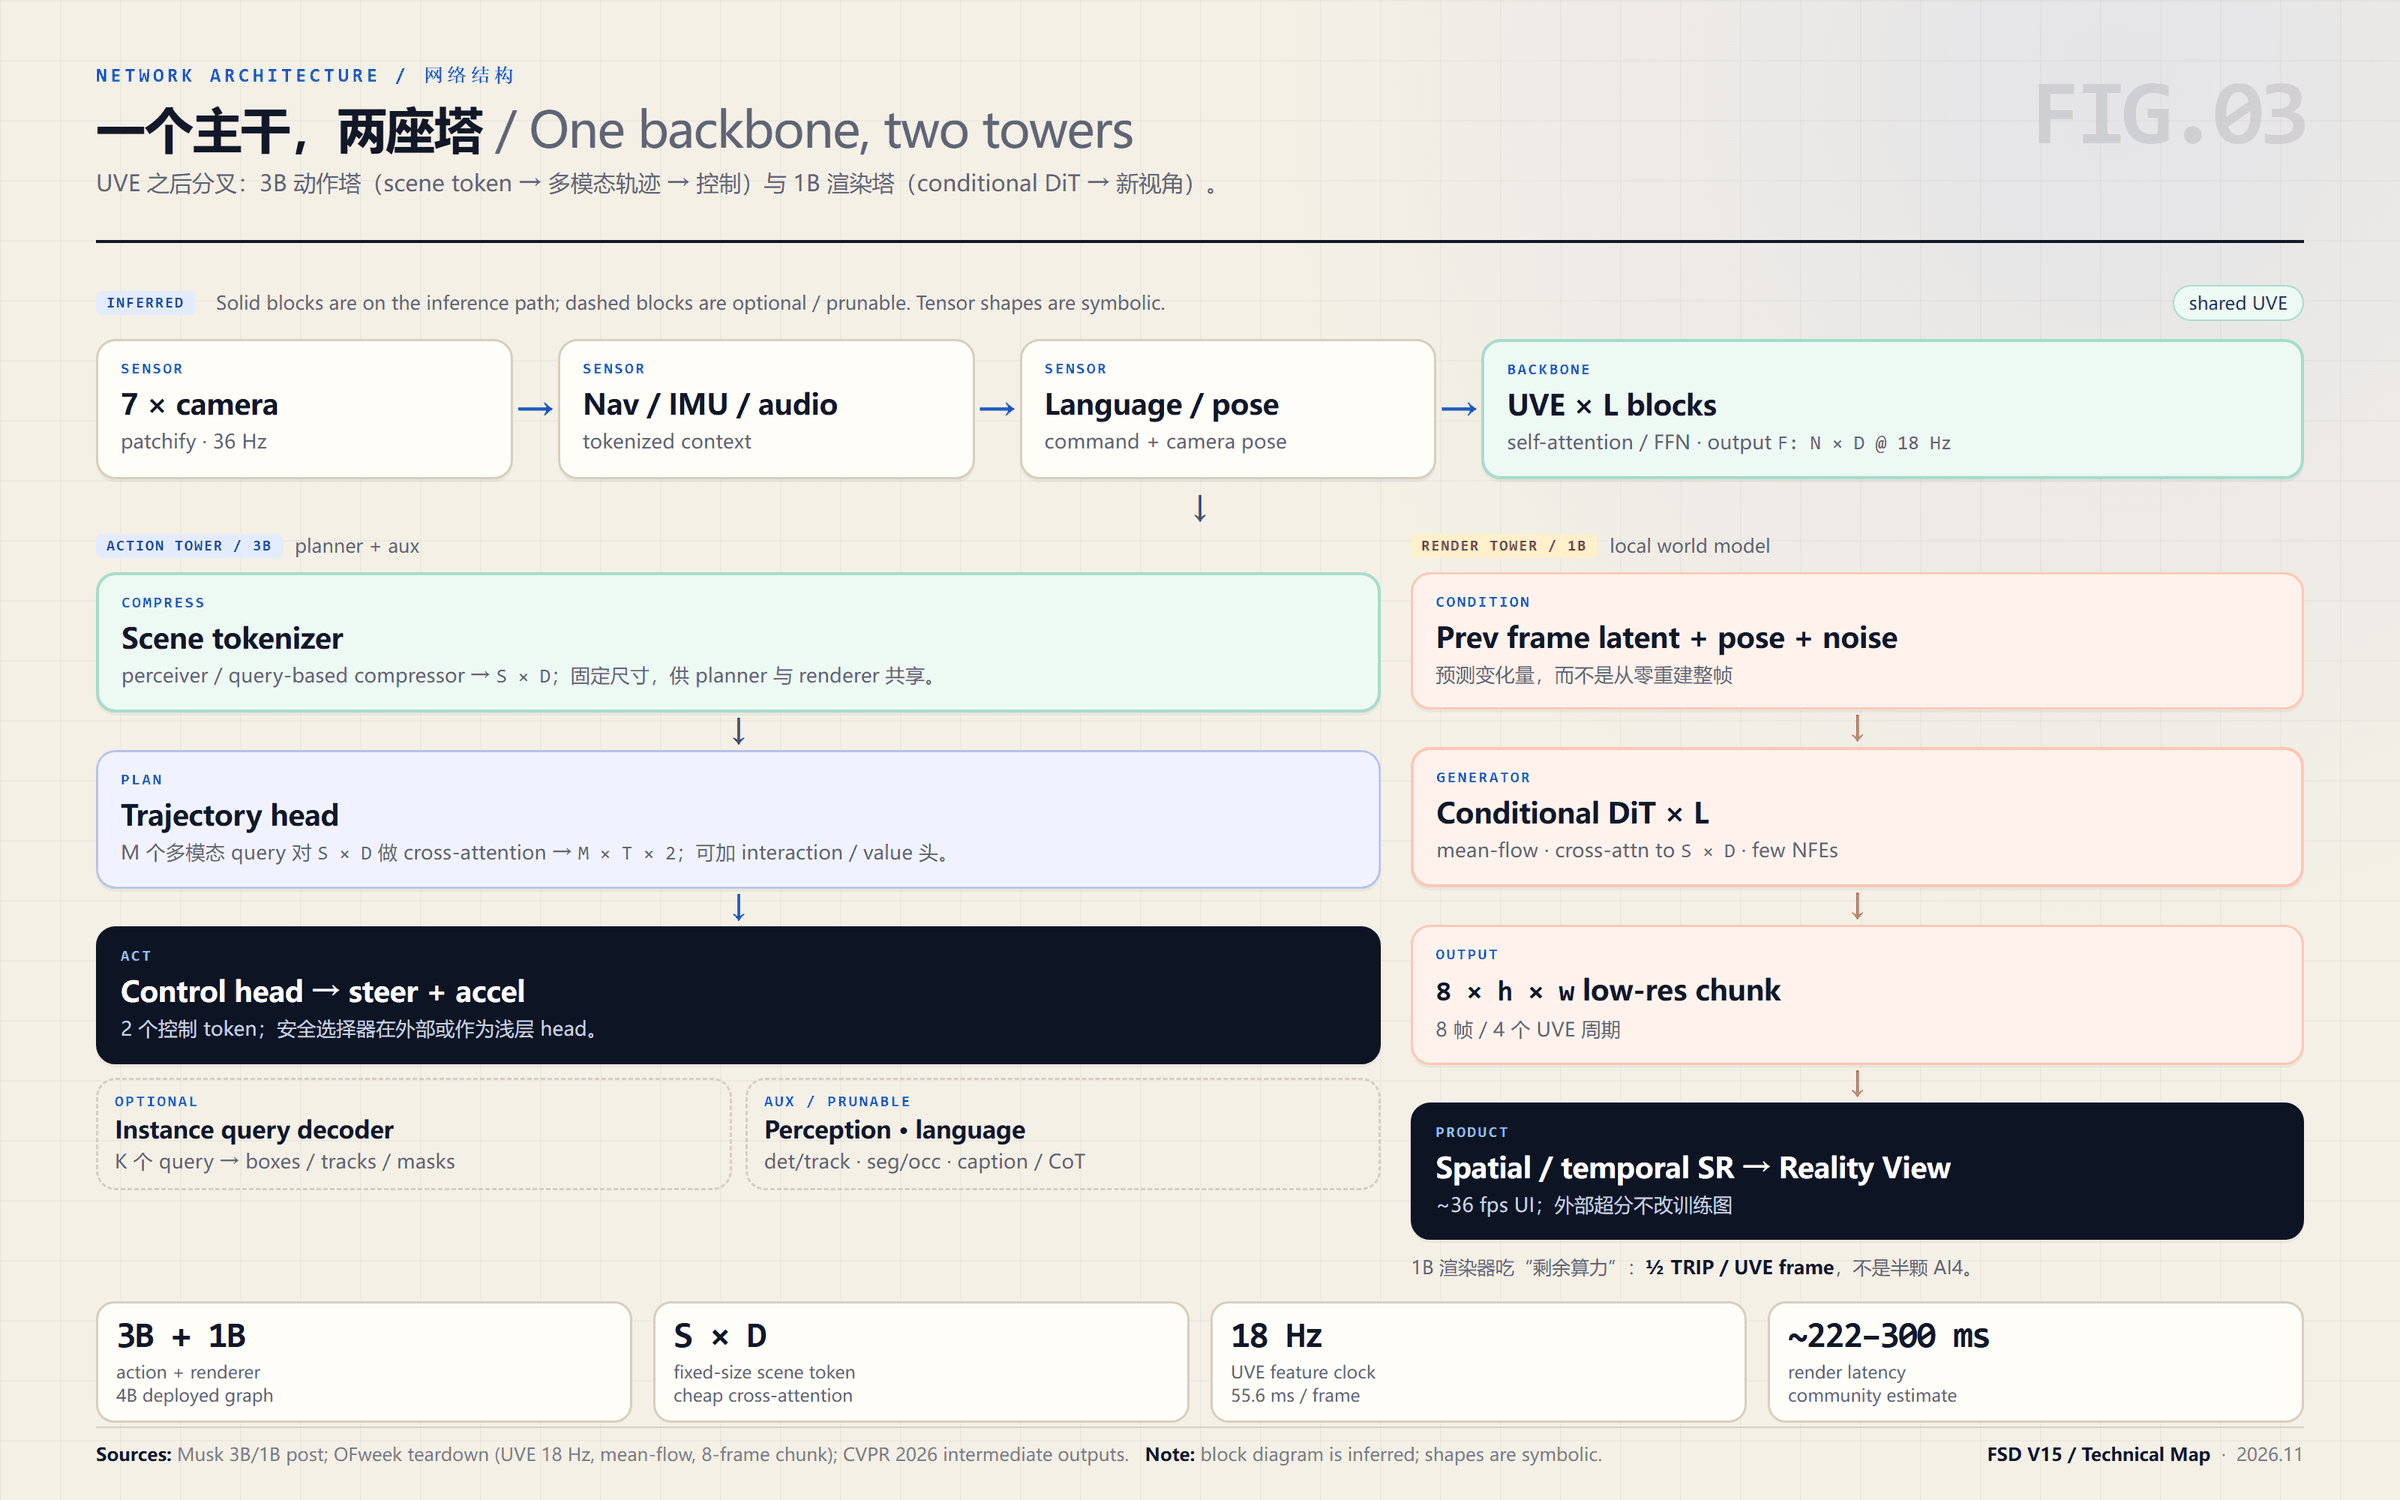 NETWORK ARCHITECTURE / 网络结构
FIG.03
一个主干，两座塔 / One backbone, two towers
UVE 之后分叉：3B 动作塔（scene token → 多模态轨迹 → 控制）与 1B 渲染塔（conditional DiT → 新视角）。
INFERRED Solid blocks are on the inference path; dashed blocks are optional / prunable. Tensor shapes are symbolic.
shared UVE
SENSOR
7 × camera
patchify · 36 Hz
→
SENSOR
Nav / IMU / audio
tokenized context
→
SENSOR
Language / pose
command + camera pose
→
BACKBONE
UVE × L blocks
self-attention / FFN · output F: N × D @ 18 Hz
↓
ACTION TOWER / 3B planner + aux
COMPRESS
Scene tokenizer
perceiver / query-based compressor → S × D；固定尺寸，供 planner 与 renderer 共享。
↓
PLAN
Trajectory head
M 个多模态 query 对 S × D 做 cross-attention → M × T × 2；可加 interaction / value 头。
↓
ACT
Control head → steer + accel
2 个控制 token；安全选择器在外部或作为浅层 head。
OPTIONAL
Instance query decoder
K 个 query → boxes / tracks / masks
AUX / PRUNABLE
Perception • language
det/track · seg/occ · caption / CoT
RENDER TOWER / 1B local world model
CONDITION
Prev frame latent + pose + noise
预测变化量，而不是从零重建整帧
↓
GENERATOR
Conditional DiT × L
mean-flow · cross-attn to S × D · few NFEs
↓
OUTPUT
8 × h × w low-res chunk
8 帧 / 4 个 UVE 周期
↓
PRODUCT
Spatial / temporal SR → Reality View
~36 fps UI；外部超分不改训练图
1B 渲染器吃“剩余算力”：½ TRIP / UVE frame，不是半颗 AI4。
3B + 1B
action + renderer
4B deployed graph
S × D
fixed-size scene token
cheap cross-attention
18 Hz
UVE feature clock
55.6 ms / frame
~222–300 ms
render latency
community estimate
Sources: Musk 3B/1B post; OFweek teardown (UVE 18 Hz, mean-flow, 8-frame chunk); CVPR 2026 intermediate outputs. Note: block diagram is inferred; shapes are symbolic.
FSD V15 / Technical Map · 2026.11